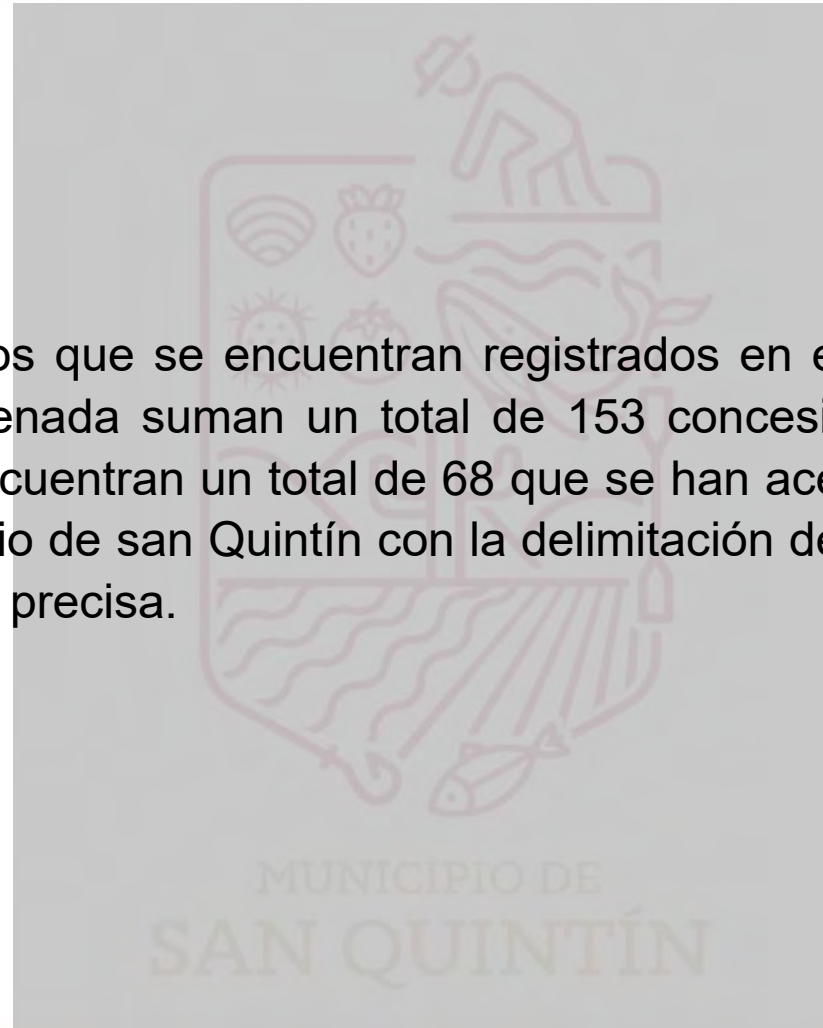 os que se encuentran registrados en e
enada suman un total de 153 concesi
cuentran un total de 68 que se han ace
io de san Quintín con la delimitación de
precisa.
MUNICIPIO DE
SAN QUINTÍN